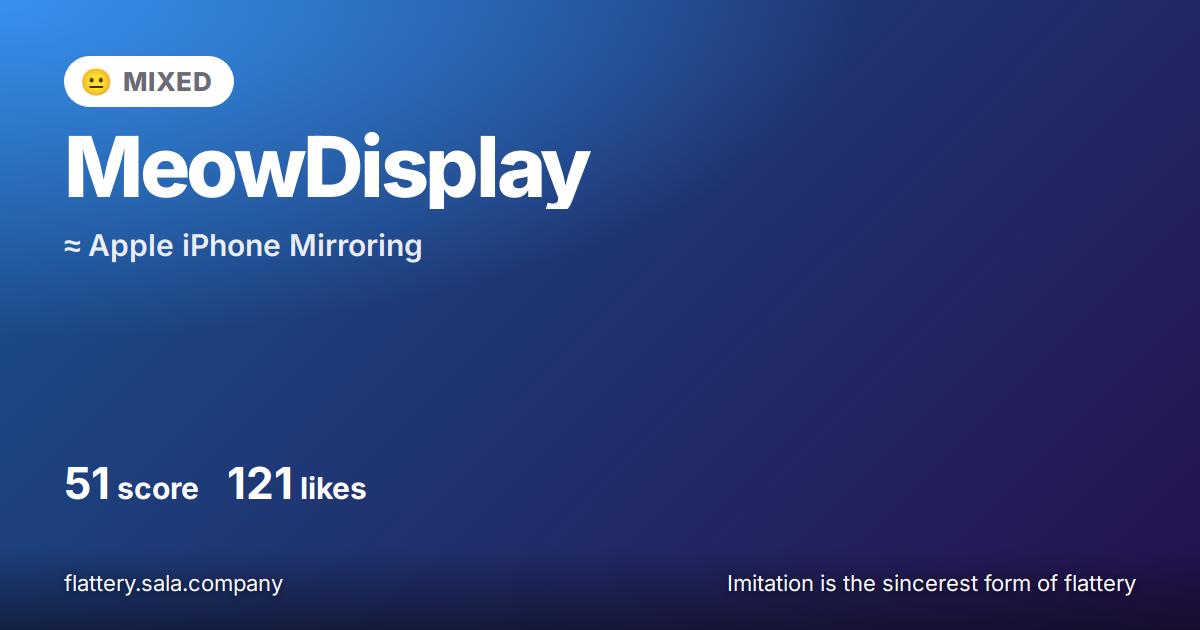 😐 MIXED
MeowDisplay
≈ Apple iPhone Mirroring
51 score 121 likes
flattery.sala.company
Imitation is the sincerest form of flattery